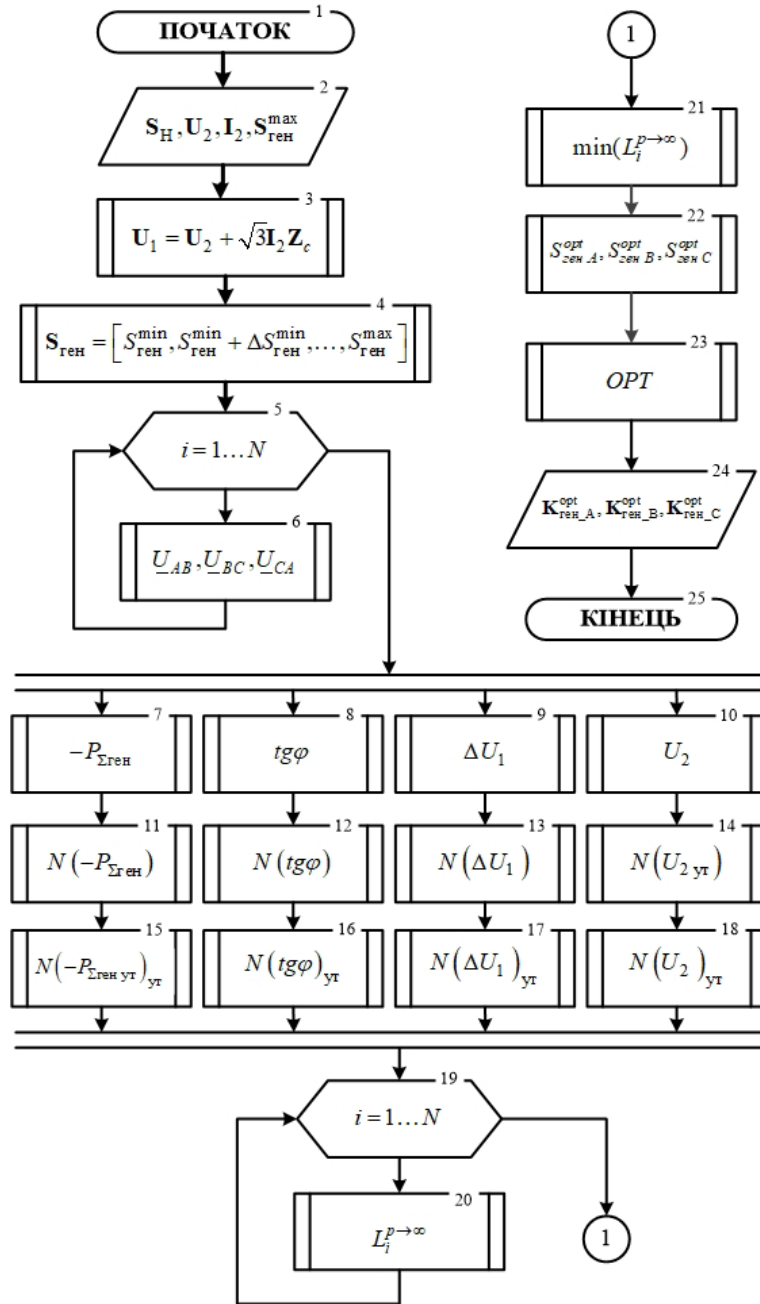 1
ПОЧАТОК
2
S_Н, U_2, I_2, S_ген^max
3
U_1 = U_2 + √3I_2Z_c
4
S_ген = [S_ген^min, S_ген^min + ΔS_ген^min, ..., S_ген^max]
5
i = 1…N
6
U_AB, U_BC, U_CA
7
−P_Σген
8
tgφ
9
ΔU_1
10
U_2
11
N(−P_Σген)
12
N(tgφ)
13
N(ΔU_1)
14
N(U_2 ут)
15
N(−P_Σген ут)_ут
16
N(tgφ)_ут
17
N(ΔU_1)_ут
18
N(U_2)_ут
19
i = 1…N
20
L_i^p→∞
1
1
21
min(L_i^p→∞)
22
S_ген A^opt, S_ген B^opt, S_ген C^opt
23
OPT
24
K_ген_A^opt, K_ген_B^opt, K_ген_C^opt
25
КІНЕЦЬ